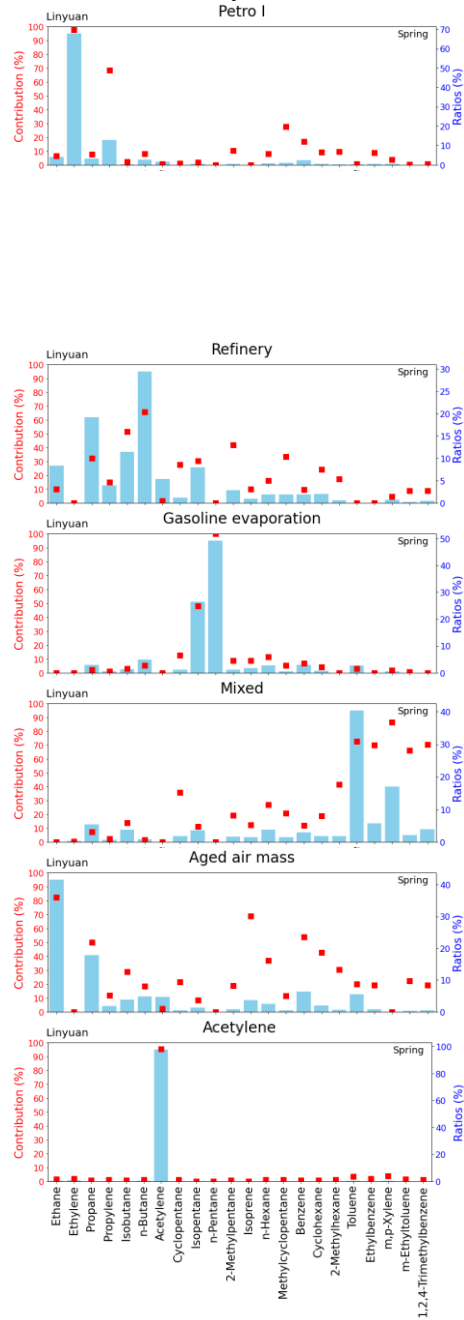 Petro I
Linyuan
Spring
Contribution (%)
100
90
80
70
60
50
40
30
20
10
0
Ratios (%)
70
60
50
40
30
20
10
0
Refinery
Linyuan
Spring
Contribution (%)
100
90
80
70
60
50
40
30
20
10
0
Ratios (%)
30
25
20
15
10
5
0
Gasoline evaporation
Linyuan
Spring
Contribution (%)
100
90
80
70
60
50
40
30
20
10
0
Ratios (%)
50
40
30
20
10
0
Mixed
Linyuan
Spring
Contribution (%)
100
90
80
70
60
50
40
30
20
10
0
Ratios (%)
40
30
20
10
0
Aged air mass
Linyuan
Spring
Contribution (%)
100
90
80
70
60
50
40
30
20
10
0
Ratios (%)
40
30
20
10
0
Acetylene
Linyuan
Spring
Contribution (%)
100
90
80
70
60
50
40
30
20
10
0
Ratios (%)
100
80
60
40
20
0
Ethane
Ethylene
Propane
Propylene
Isobutane
n-Butane
Acetylene
Cyclopentane
Isopentane
n-Pentane
2-Methylpentane
Isoprene
n-Hexane
Methylcyclopentane
Benzene
Cyclohexane
2-Methylhexane
Toluene
Ethylbenzene
m,p-Xylene
m-Ethyltoluene
1,2,4-Trimethylbenzene